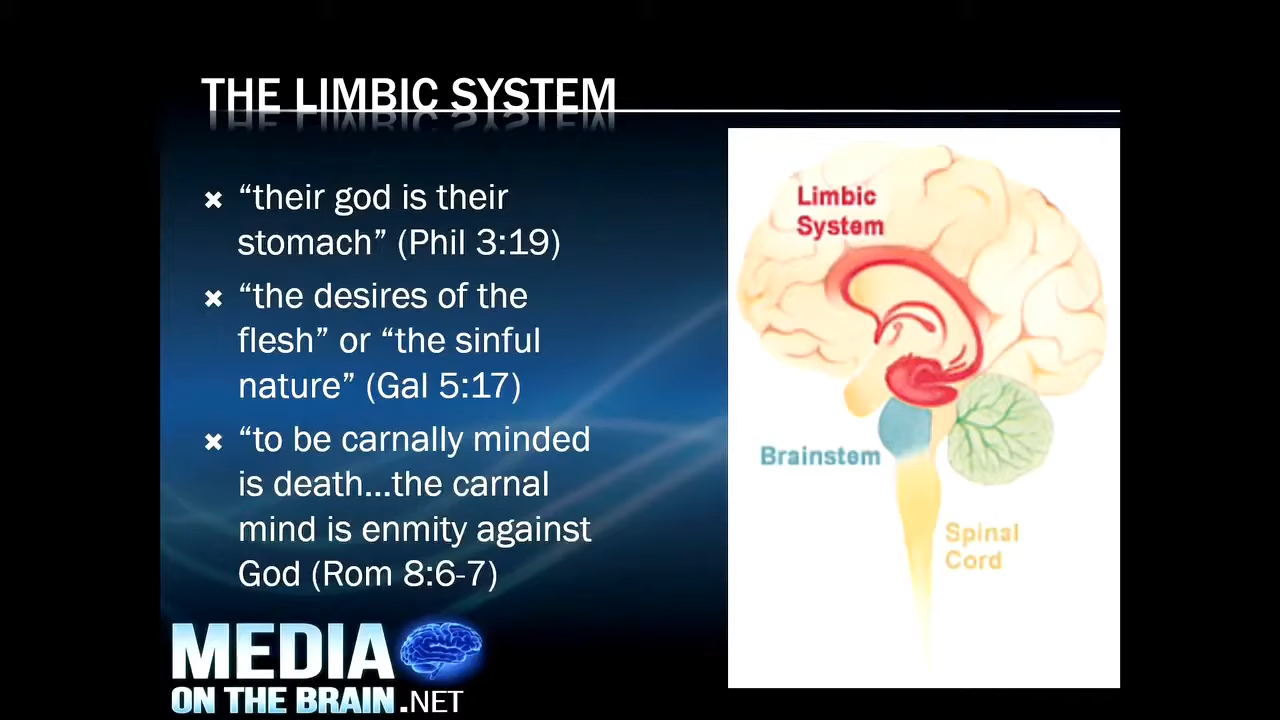 THE LIMBIC SYSTEM
“their god is their
stomach” (Phil 3:19)
“the desires of the
flesh” or “the sinful
nature” (Gal 5:17)
“to be carnally minded
is death...the carnal
mind is enmity against
God (Rom 8:6-7)
Limbic
System
Brainstem
Spinal
Cord
MEDIA
ON THE BRAIN.NET